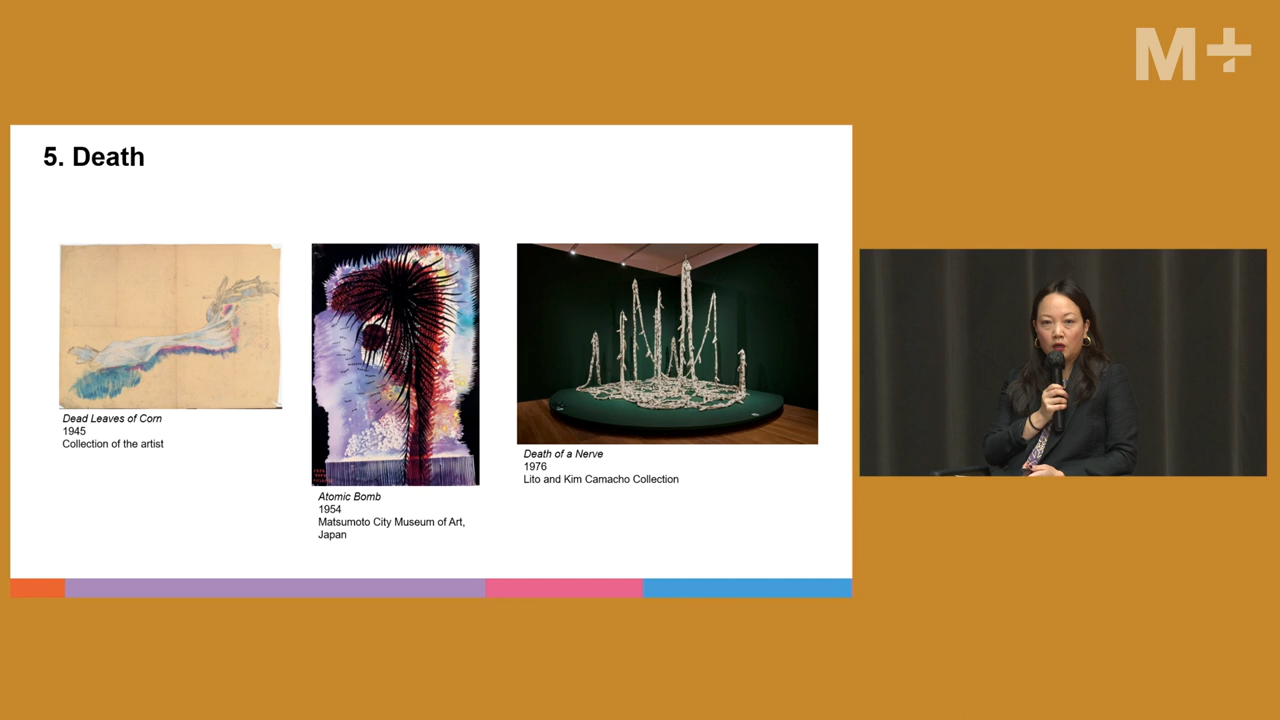 M+
5. Death
Dead Leaves of Corn
1945
Collection of the artist
Atomic Bomb
1954
Matsumoto City Museum of Art,
Japan
Death of a Nerve
1976
Lito and Kim Camacho Collection